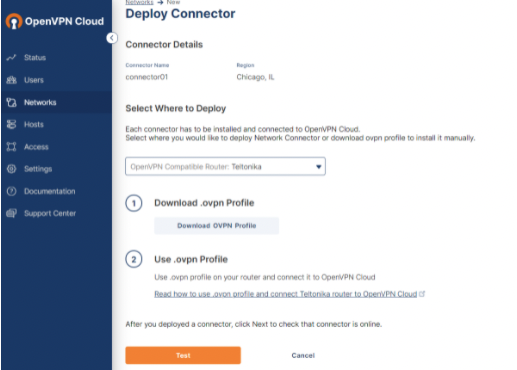 OpenVPN Cloud
Status
Users
Networks
Hosts
Access
Settings
Documentation
Support Center
Networks → New
Deploy Connector
Connector Details
Connector Name Region
connector01 Chicago, IL
Select Where to Deploy
Each connector has to be installed and connected to OpenVPN Cloud.
Select where you would like to deploy Network Connector or download ovpn profile to install it manually.
OpenVPN Compatible Router: Teltonika
1 Download .ovpn Profile
Download OVPN Profile
2 Use .ovpn Profile
Use .ovpn profile on your router and connect it to OpenVPN Cloud
Read how to use .ovpn profile and connect Teltonika router to OpenVPN Cloud
After you deployed a connector, click Next to check that connector is online.
Test Cancel